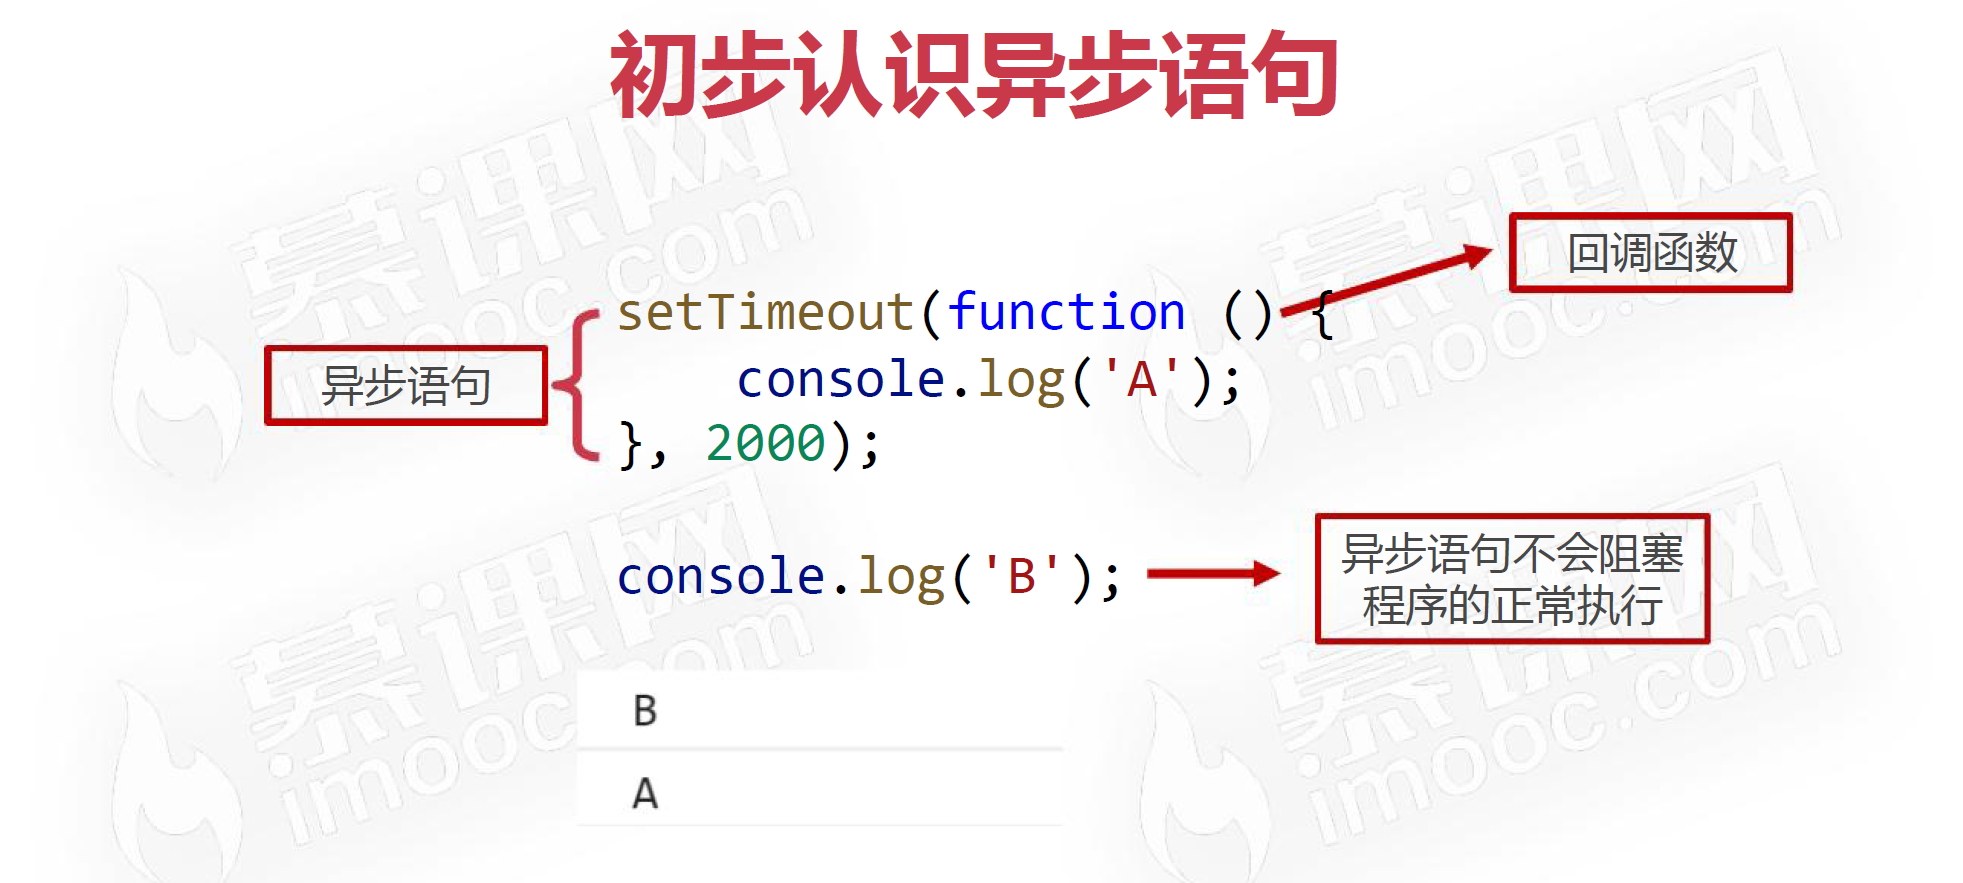 初步认识异步语句
回调函数
setTimeout(function () {
异步语句
console.log('A');
}, 2000);
console.log('B');
异步语句不会阻塞
程序的正常执行
B
A
慕课网
imooc.com
慕课网
imooc.com
慕课网
imooc.com
慕课网
imooc.com